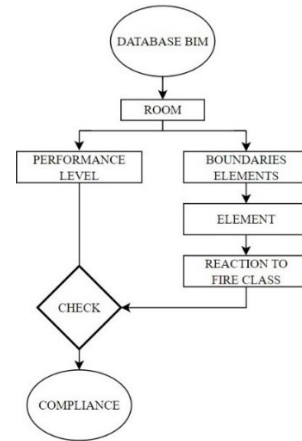 DATABASE BIM
ROOM
PERFORMANCE
LEVEL
BOUNDARIES
ELEMENTS
ELEMENT
REACTION TO
FIRE CLASS
CHECK
COMPLIANCE